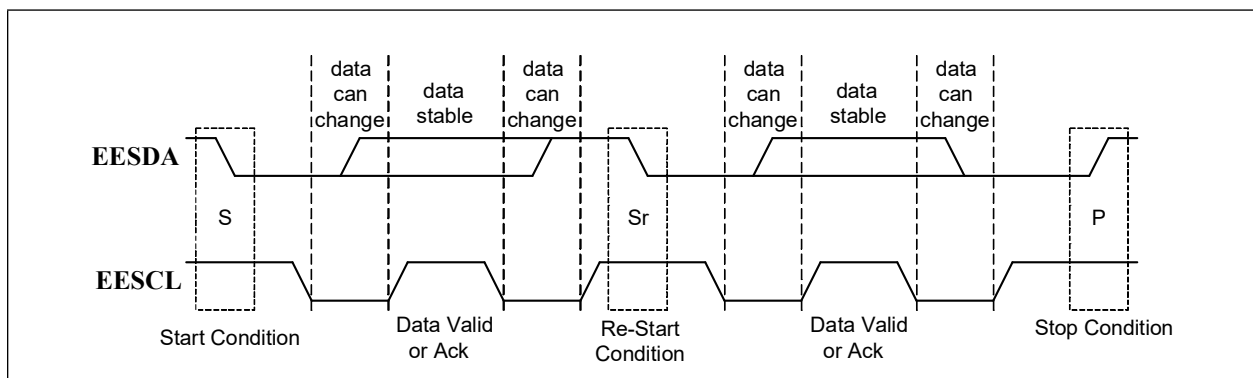 data
can
change
data
stable
data
can
change
data
can
change
data
stable
data
can
change
EESDA
S
Sr
P
EESCL
Start Condition
Data Valid
or Ack
Re-Start
Condition
Data Valid
or Ack
Stop Condition